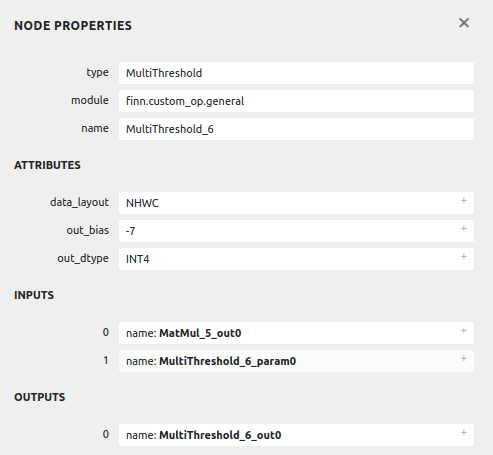 NODE PROPERTIES ×
type MultiThreshold
module finn.custom_op.general
name MultiThreshold_6
ATTRIBUTES
data_layout NHWC +
out_bias -7 +
out_dtype INT4 +
INPUTS
0 name: MatMul_5_out0 +
1 name: MultiThreshold_6_param0 +
OUTPUTS
0 name: MultiThreshold_6_out0 +